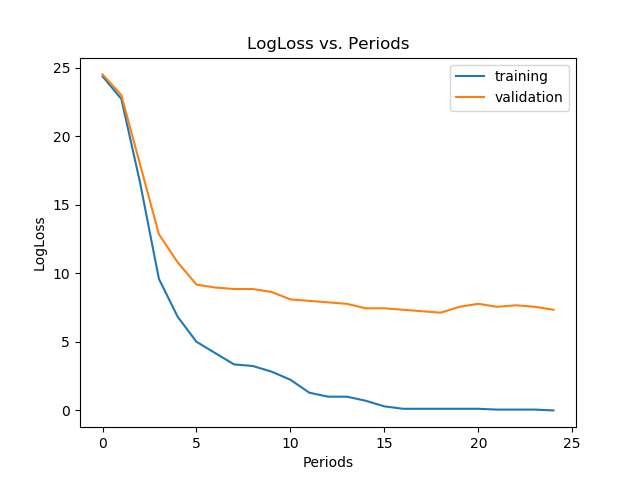 LogLoss vs. Periods
training
validation
LogLoss
25
20
15
10
5
0
0 5 10 15 20 25
Periods